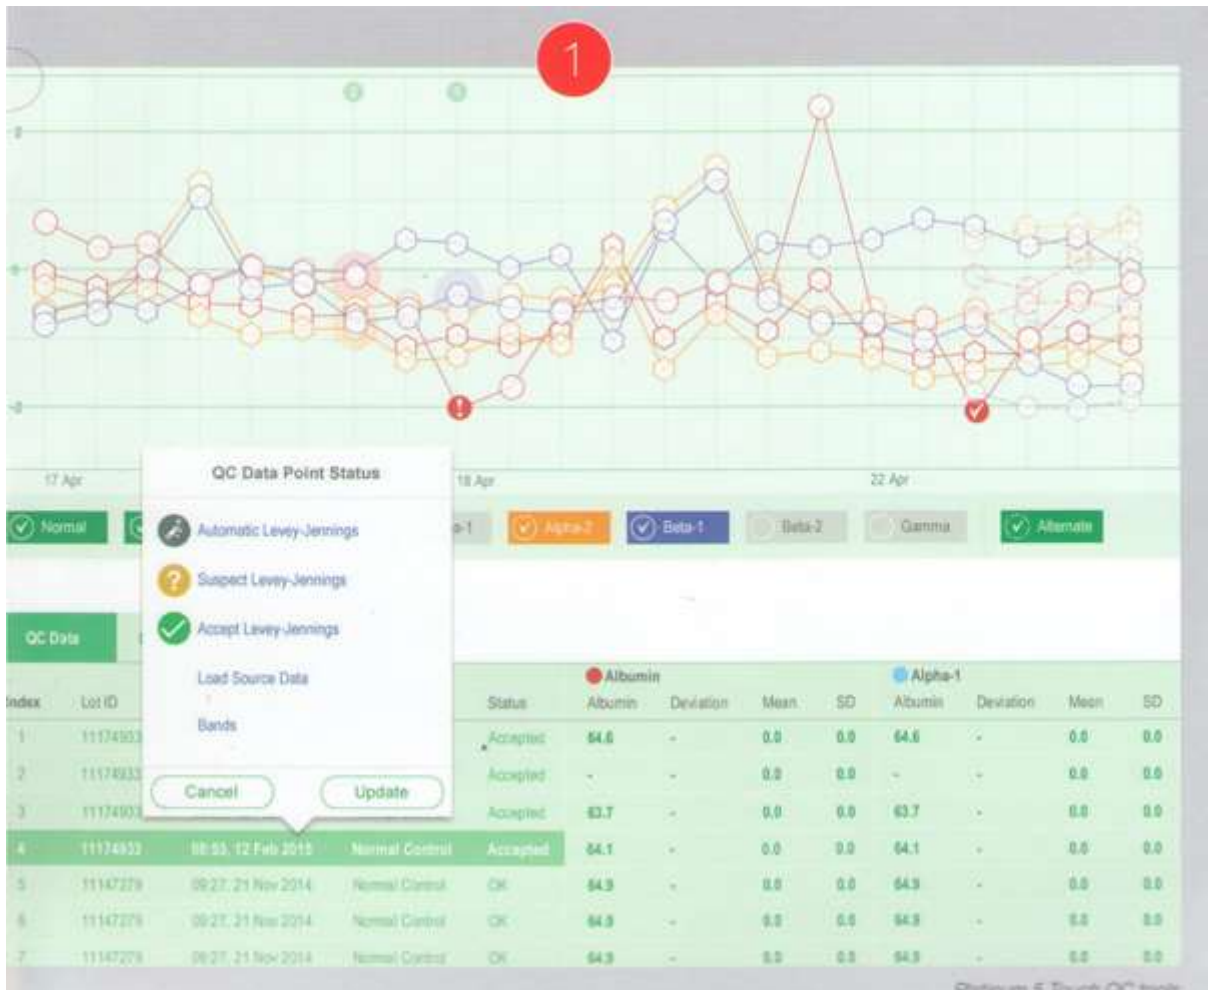 1
0
17 Apr
18 Apr
22 Apr
QC Data Point Status
Automatic Levey-Jennings
Suspect Levey-Jennings
Accept Levey-Jennings
Load Source Data
Bands
Cancel Update
Normal
Alpha-2 Beta-1 Beta-2 Gamma Alternate
QC Data
Albumin Alpha-1
Index Lot ID Status Albumin Deviation Mean SD Albumin Deviation Mean SD
1 11174903 Accepted 64.6 - 0.0 0.0 64.6 - 0.0 0.0
2 11174933 Accepted - - 0.0 0.0 - - 0.0 0.0
3 11174903 Accepted 63.7 - 0.0 0.0 63.7 - 0.0 0.0
4 11174933 12 Feb 2015 Normal Control Accepted 64.1 - 0.0 0.0 64.1 - 0.0 0.0
5 11147279 09:27, 21 Nov 2014 Normal Control OK 64.9 - 0.0 0.0 64.9 - 0.0 0.0
6 11147279 09:27, 21 Nov 2014 Normal Control OK 64.9 - 0.0 0.0 64.9 - 0.0 0.0
7 11147279 09:27, 21 Nov 2014 Normal Control OK 64.9 - 0.0 0.0 64.9 - 0.0 0.0